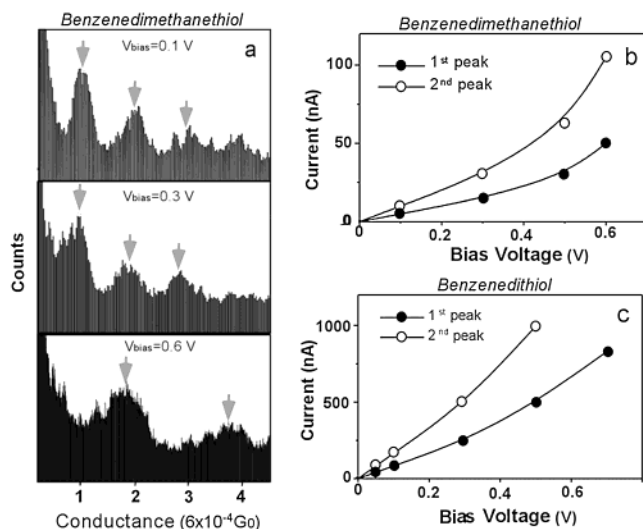 Benzenedimethanethiol
a
Vbias=0.1 V
Vbias=0.3 V
Vbias=0.6 V
Counts
1 2 3 4
Conductance (6x10⁻⁴G₀)
Benzenedimethanethiol
b
1ˢᵗ peak
2ⁿᵈ peak
Current (nA)
100
50
0
0 0.2 0.4 0.6
Bias Voltage (V)
Benzenedithiol
c
1ˢᵗ peak
2ⁿᵈ peak
Current (nA)
1000
500
0
0.2 0.4 0.6
Bias Voltage (V)